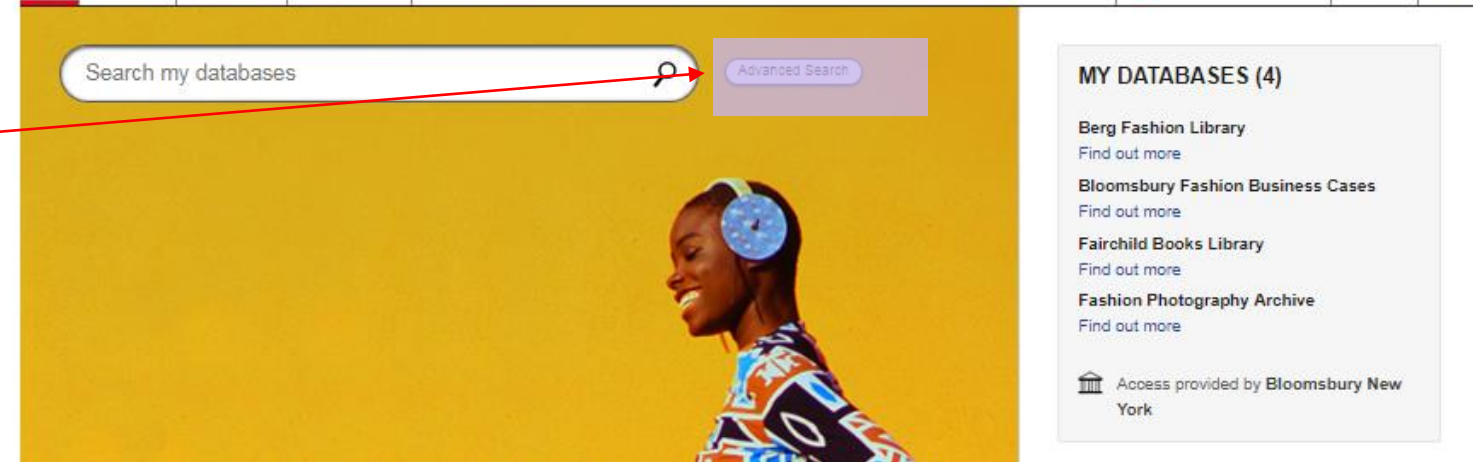 Search my databases
Advanced Search
MY DATABASES (4)
Berg Fashion Library
Find out more
Bloomsbury Fashion Business Cases
Find out more
Fairchild Books Library
Find out more
Fashion Photography Archive
Find out more
Access provided by Bloomsbury New
York